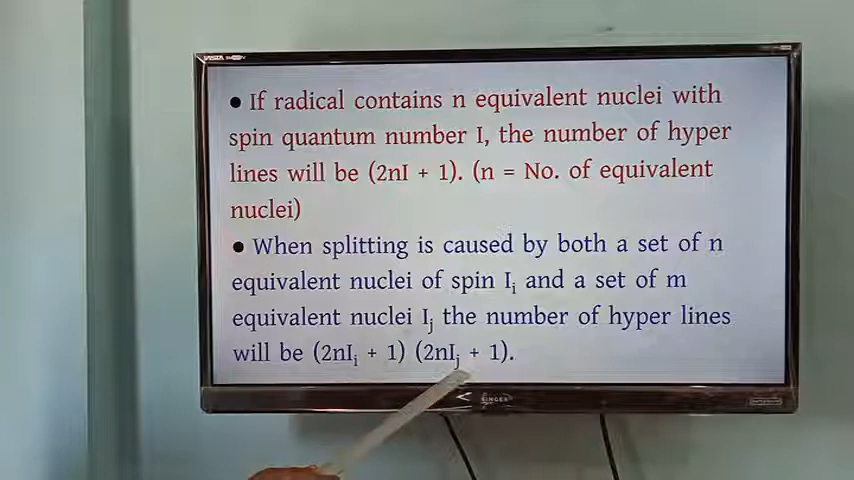 ● If radical contains n equivalent nuclei with
spin quantum number I, the number of hyper
lines will be (2nI + 1). (n = No. of equivalent
nuclei)
● When splitting is caused by both a set of n
equivalent nuclei of spin Iᵢ and a set of m
equivalent nuclei Iⱼ the number of hyper lines
will be (2nIᵢ + 1) (2nIⱼ + 1).
SINGER